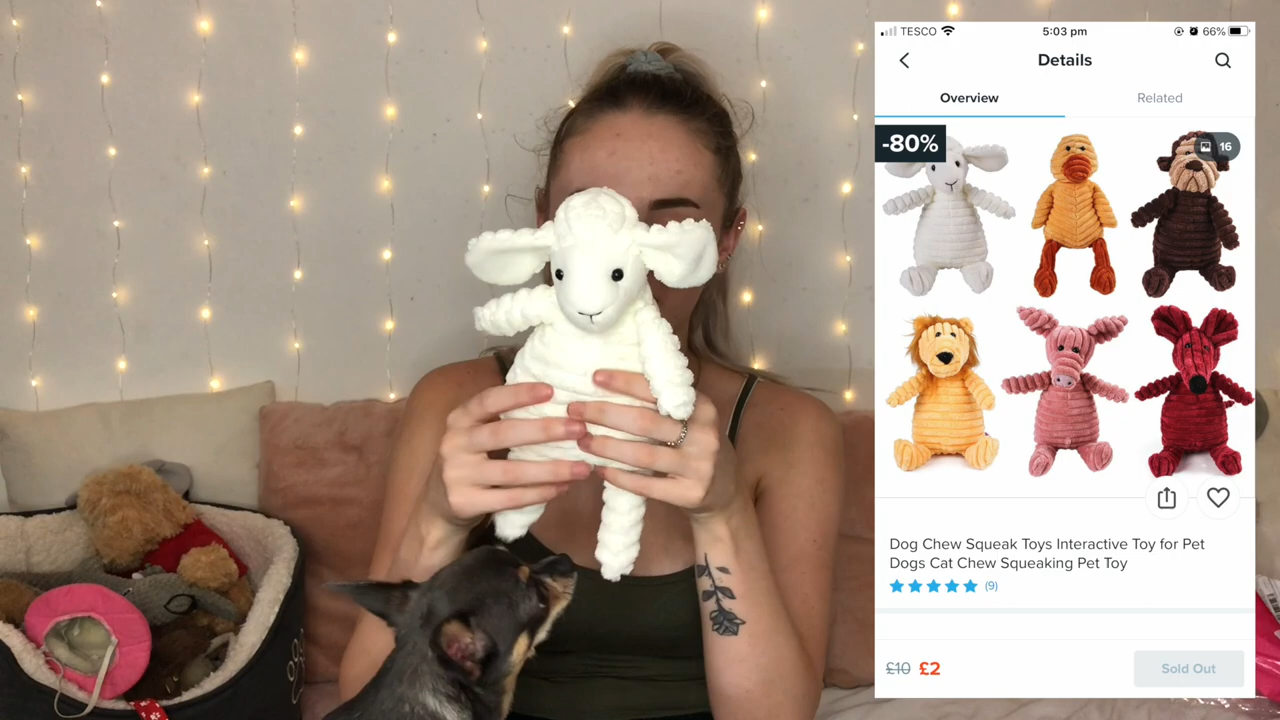 TESCO 5:03 pm 66%
Details
Overview Related
-80% 16
Dog Chew Squeak Toys Interactive Toy for Pet
Dogs Cat Chew Squeaking Pet Toy
(9)
£10 £2 Sold Out